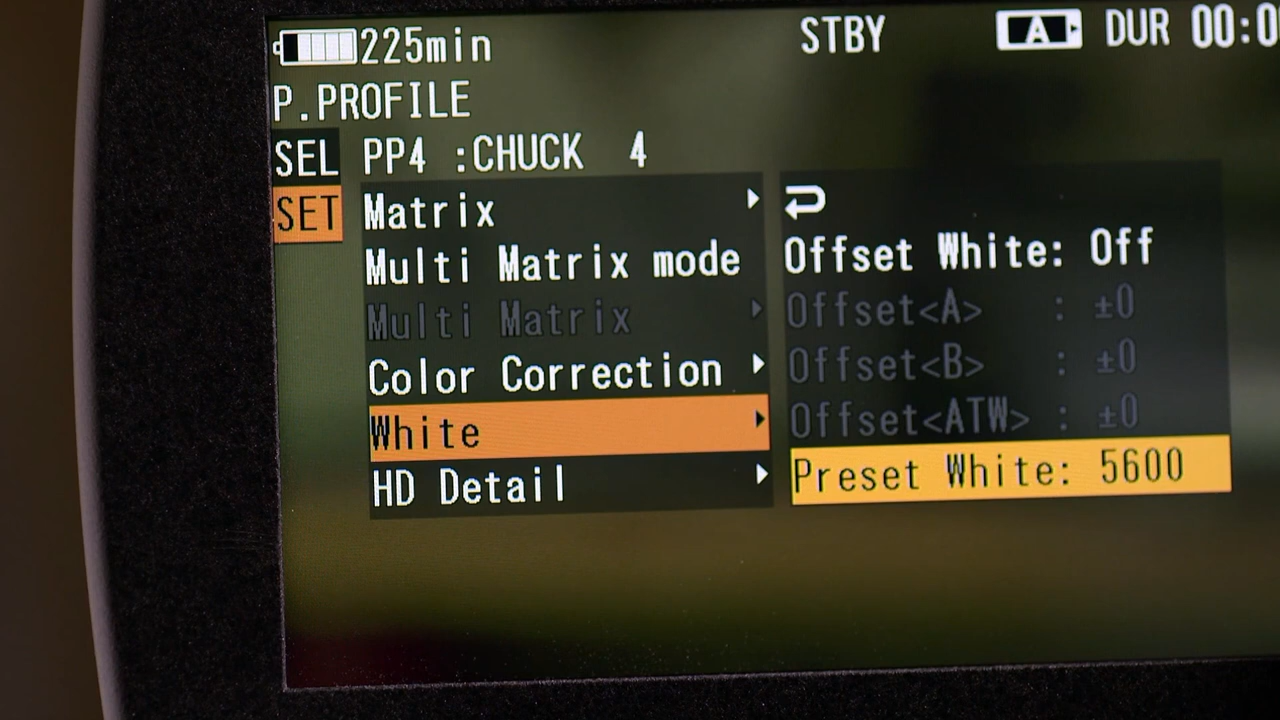 225min STBY A DUR 00:0
P.PROFILE
SEL PP4 :CHUCK 4
SET Matrix
Multi Matrix mode Offset White: Off
Multi Matrix Offset<A> : ±0
Color Correction Offset<B> : ±0
White Offset<ATW> : ±0
HD Detail Preset White: 5600